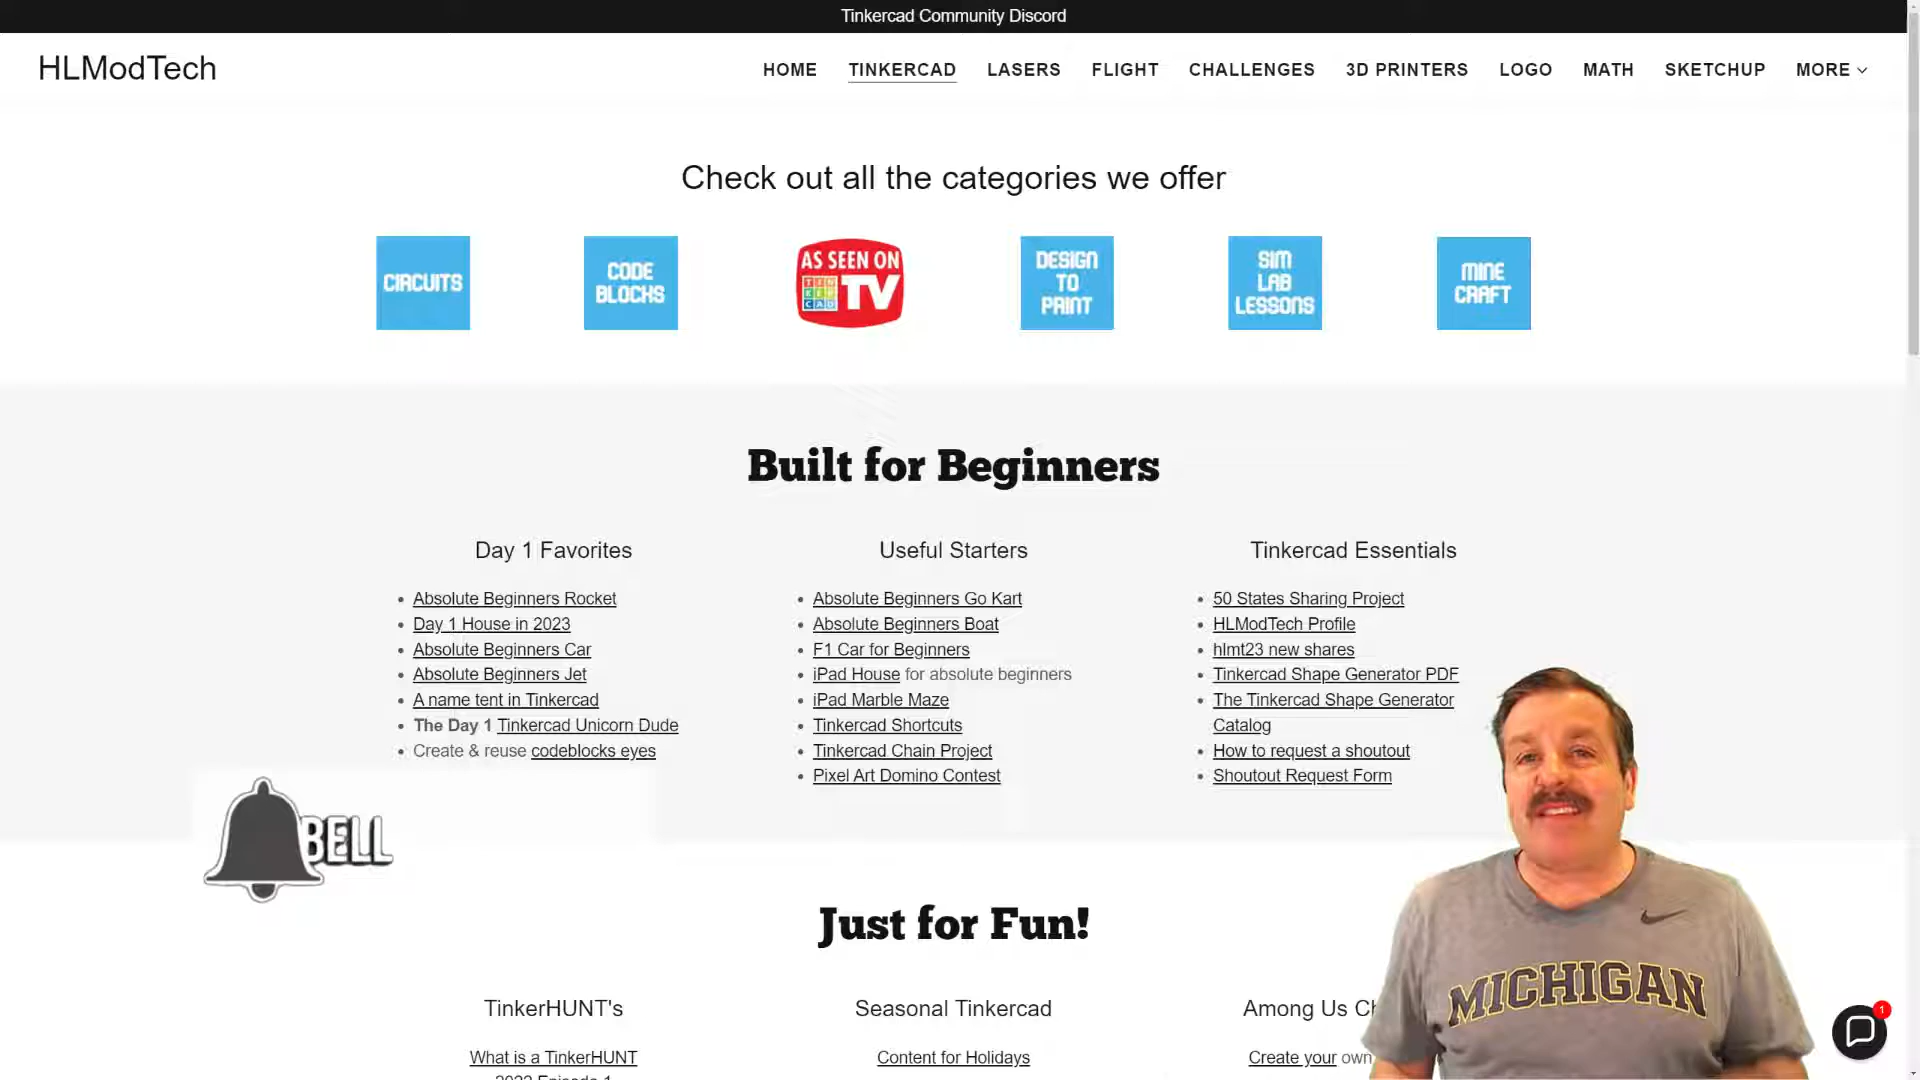 Tinkercad Community Discord
HLModTech
HOME TINKERCAD LASERS FLIGHT CHALLENGES 3D PRINTERS LOGO MATH SKETCHUP MORE
Check out all the categories we offer
CIRCUITS
CODE
BLOCKS
AS SEEN ON
TIN
KER
CAD
TV
DESIGN
TO
PRINT
SIM
LAB
LESSONS
MINE
CRAFT
Built for Beginners
Day 1 Favorites
Absolute Beginners Rocket
Day 1 House in 2023
Absolute Beginners Car
Absolute Beginners Jet
A name tent in Tinkercad
The Day 1 Tinkercad Unicorn Dude
Create & reuse codeblocks eyes
Useful Starters
Absolute Beginners Go Kart
Absolute Beginners Boat
F1 Car for Beginners
iPad House for absolute beginners
iPad Marble Maze
Tinkercad Shortcuts
Tinkercad Chain Project
Pixel Art Domino Contest
Tinkercad Essentials
50 States Sharing Project
HLModTech Profile
hlmt23 new shares
Tinkercad Shape Generator PDF
The Tinkercad Shape Generator
Catalog
How to request a shoutout
Shoutout Request Form
BELL
Just for Fun!
TinkerHUNT's
What is a TinkerHUNT
Seasonal Tinkercad
Content for Holidays
Among Us
Create your own
MICHIGAN
1